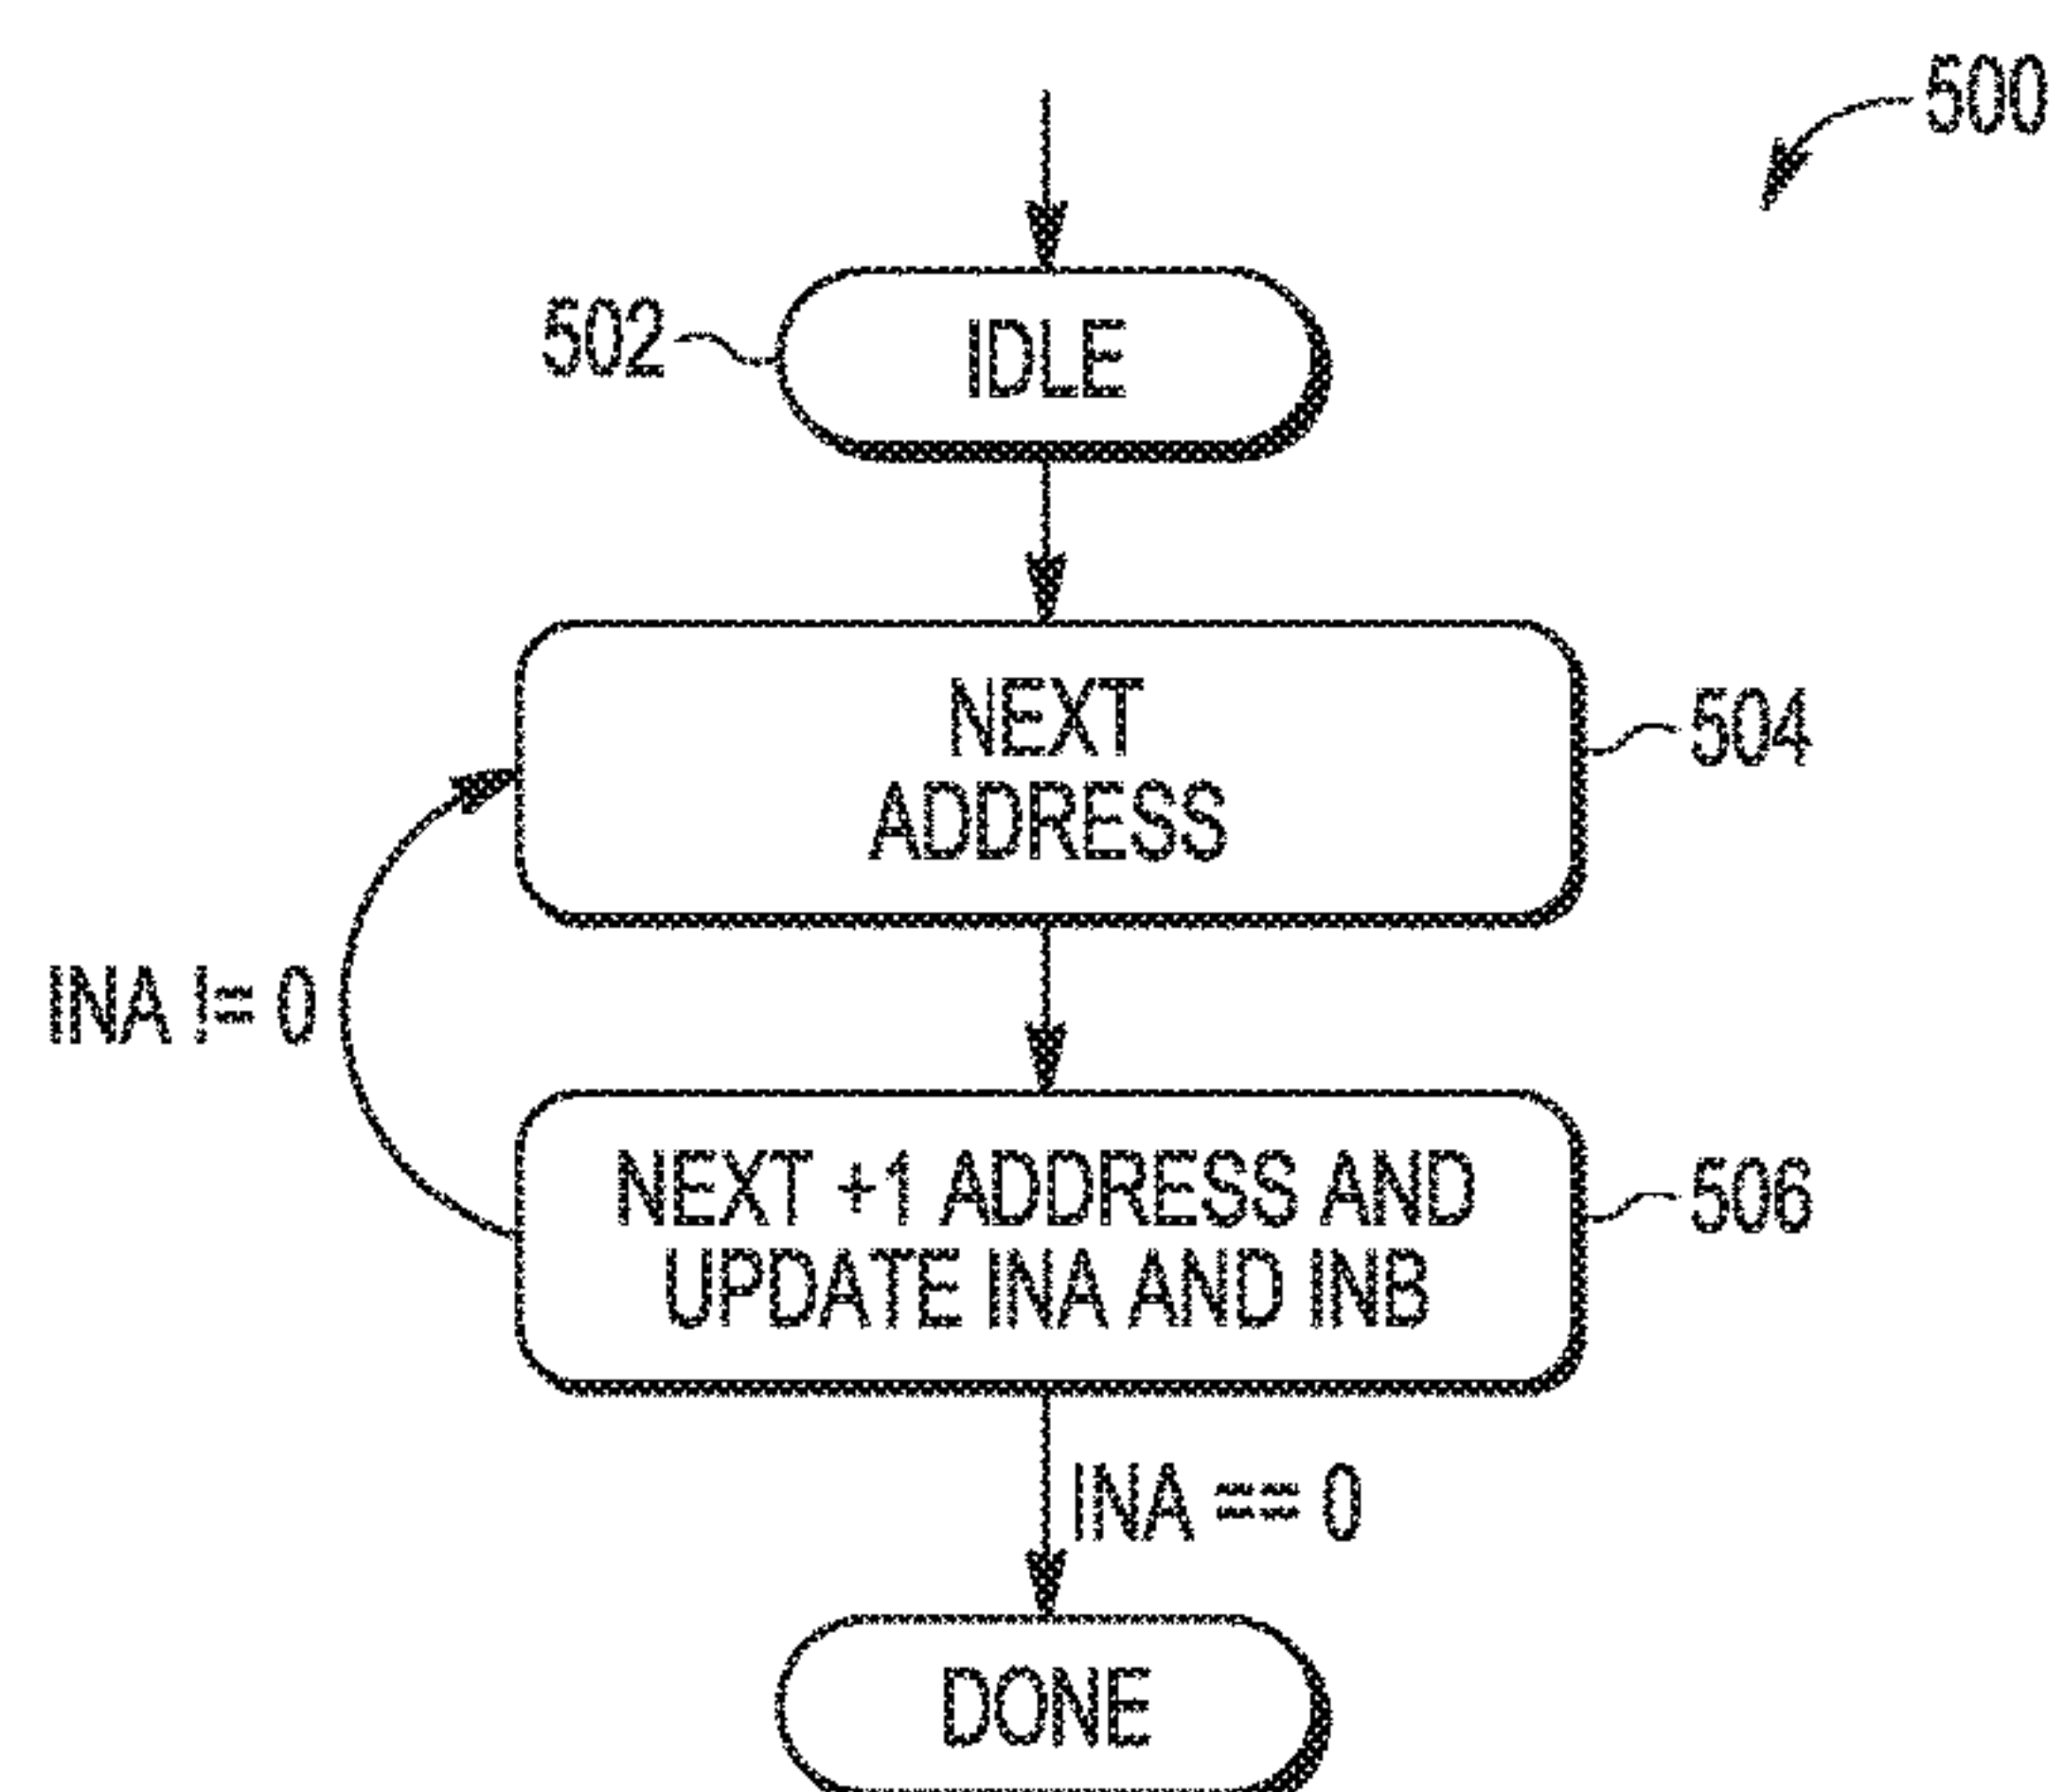 500
502
IDLE
NEXT
ADDRESS
504
INA != 0
NEXT +1 ADDRESS AND
UPDATE INA AND INB
506
INA == 0
DONE